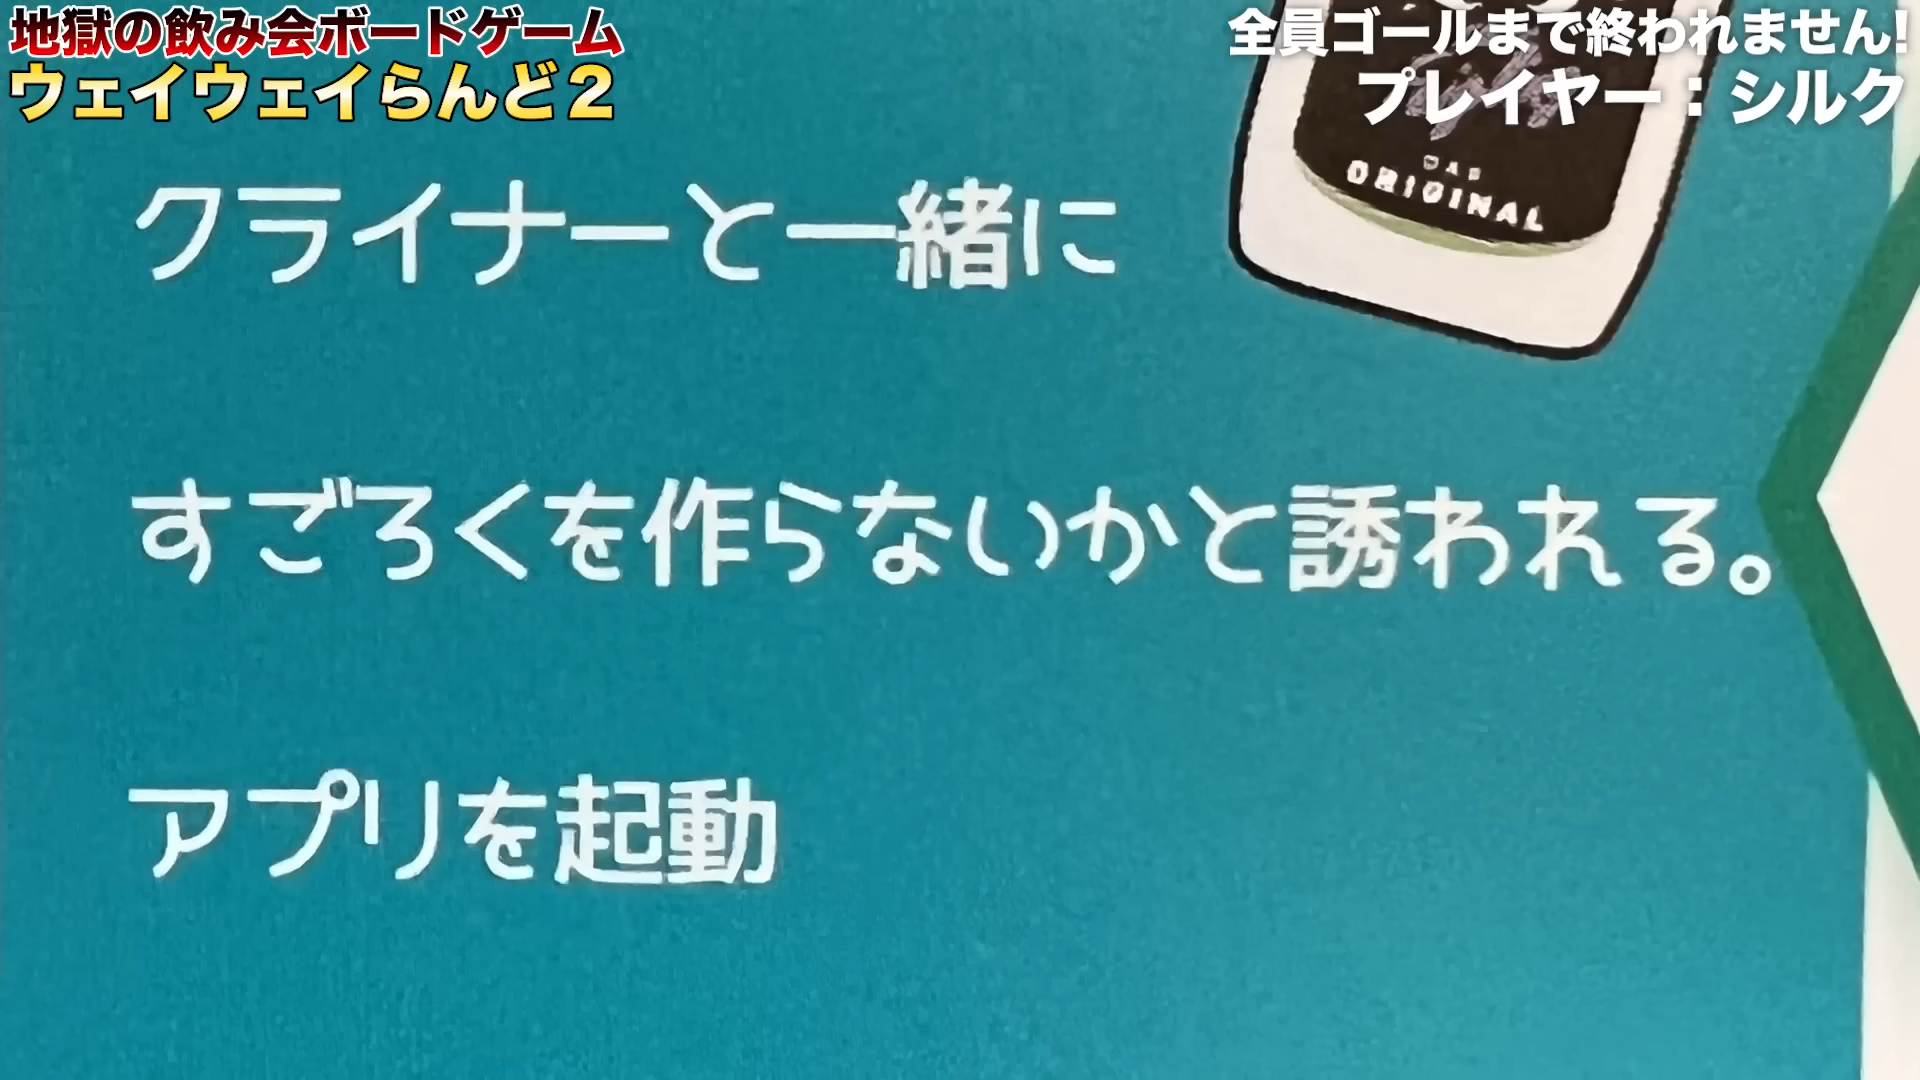 地獄の飲み会ボードゲーム
ウェイウェイらんど2
全員ゴールまで終われません!
プレイヤー：シルク
DAS
ORIGINAL
クライナーと一緒に
すごろくを作らないかと誘われる。
アプリを起動